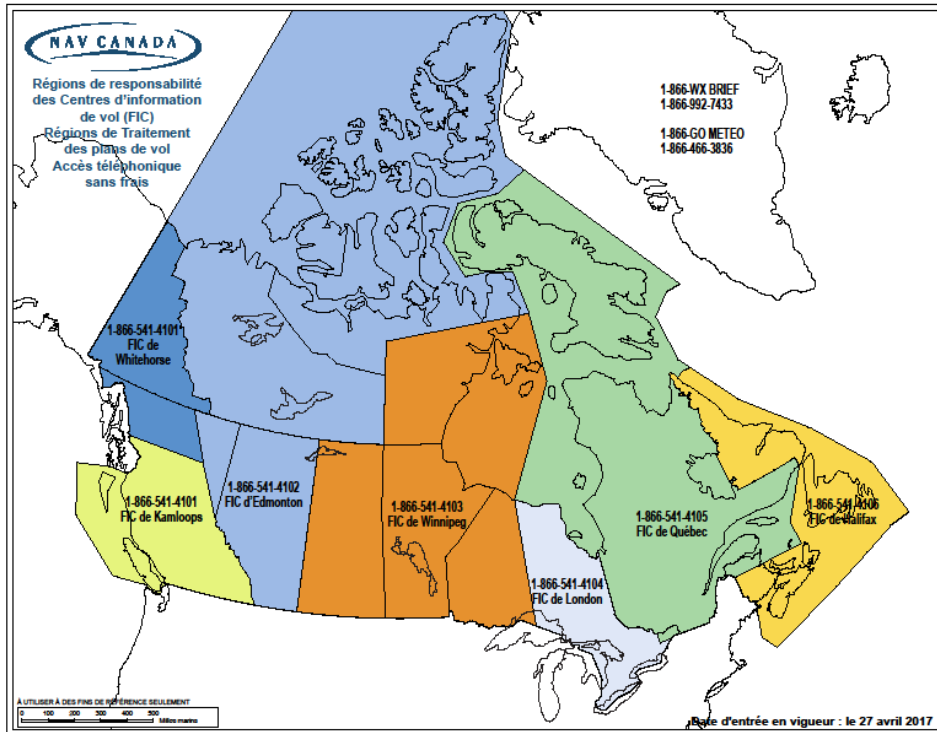 NAV CANADA
Régions de responsabilité
des Centres d'information
de vol (FIC)
Régions de Traitement
des plans de vol
Accès téléphonique
sans frais
1-866-WX BRIEF
1-866-992-7433
1-866-GO METEO
1-866-466-3836
1-866-541-4101*
FIC de
Whitehorse
1-866-541-4101
FIC de Kamloops
1-866-541-4102
FIC d'Edmonton
1-866-541-4103
FIC de Winnipeg
1-866-541-4104
FIC de London
1-866-541-4105
FIC de Québec
1-866-541-4106
FIC de Halifax
À UTILISER À DES FINS DE RÉFÉRENCE SEULEMENT
0 100 200 300 400 500
Milles marins
Date d'entrée en vigueur : le 27 avril 2017